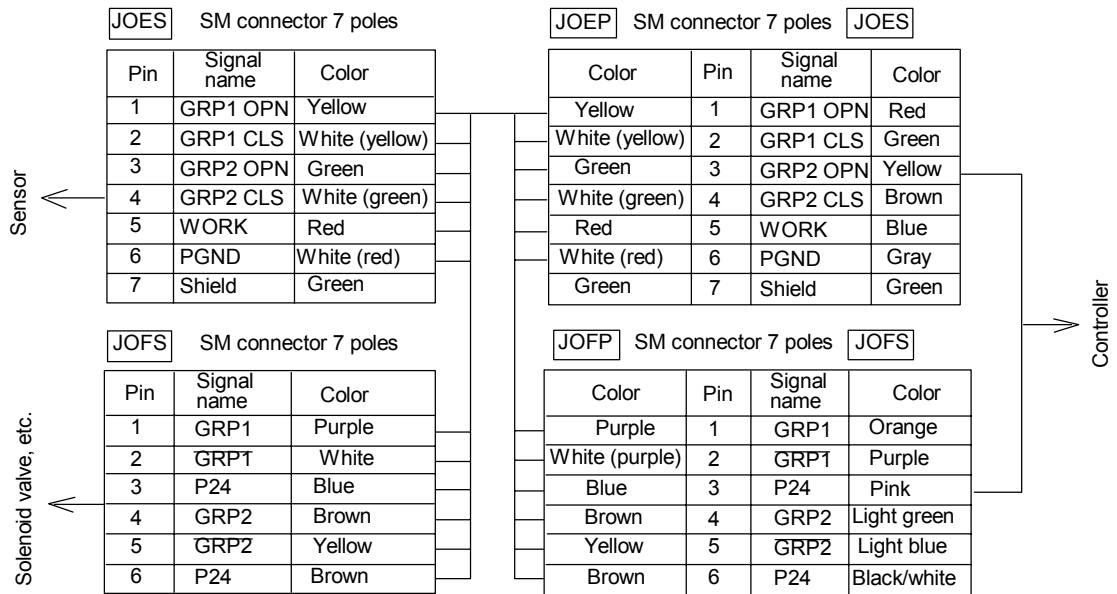 JOES SM connector 7 poles
Pin Signal name Color
1 GRP1 OPN Yellow
2 GRP1 CLS White (yellow)
3 GRP2 OPN Green
4 GRP2 CLS White (green)
5 WORK Red
6 PGND White (red)
7 Shield Green
Sensor
JOEP SM connector 7 poles JOES
Color Pin Signal name Color
Yellow 1 GRP1 OPN Red
White (yellow) 2 GRP1 CLS Green
Green 3 GRP2 OPN Yellow
White (green) 4 GRP2 CLS Brown
Red 5 WORK Blue
White (red) 6 PGND Gray
Green 7 Shield Green
Controller
JOFS SM connector 7 poles
Pin Signal name Color
1 GRP1 Purple
2 G̅R̅P̅1̅ White
3 P24 Blue
4 GRP2 Brown
5 G̅R̅P̅2̅ Yellow
6 P24 Brown
Solenoid valve, etc.
JOFP SM connector 7 poles JOFS
Color Pin Signal name Color
Purple 1 GRP1 Orange
White (purple) 2 G̅R̅P̅1̅ Purple
Blue 3 P24 Pink
Brown 4 GRP2 Light green
Yellow 5 G̅R̅P̅2̅ Light blue
Brown 6 P24 Black/white